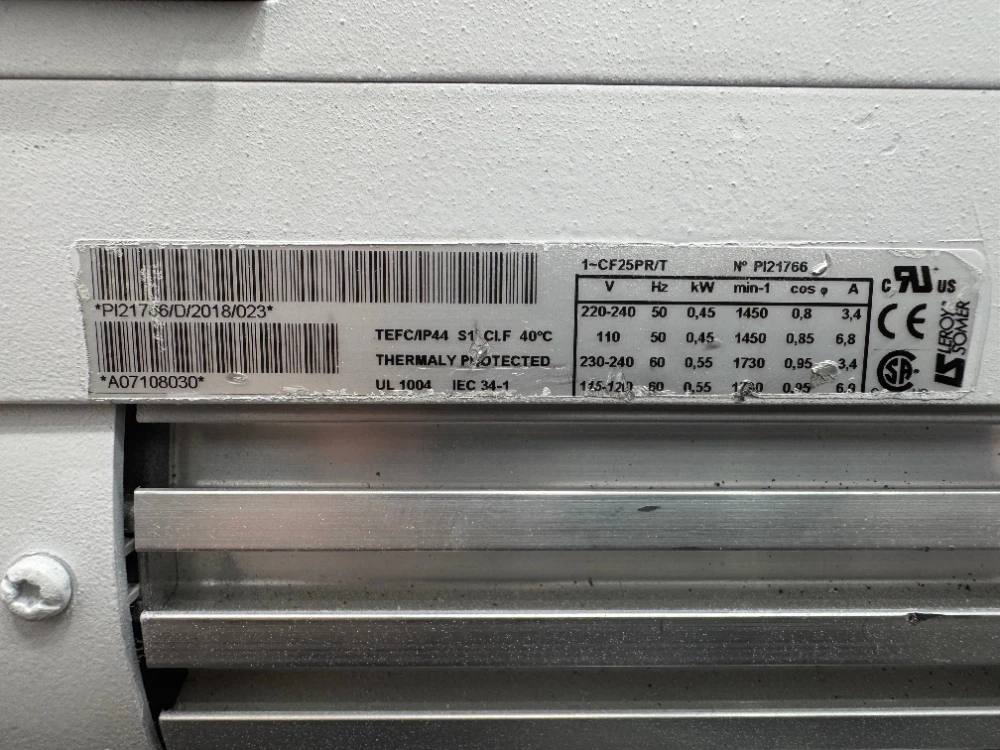 *PI21766/D/2018/023*
*A07108030*
TEFC/IP44 S1 Cl.F 40°C
THERMALY PROTECTED
UL 1004 IEC 34-1
1~CF25PR/T N° PI21766
V Hz kW min-1 cos φ A
220-240 50 0,45 1450 0,8 3,4
110 50 0,45 1450 0,85 6,8
230-240 60 0,55 1730 0,95 3,4
115-120 60 0,55 1730 0,95 6,9
C RU US
CE
SA
LS LEROY SOMER